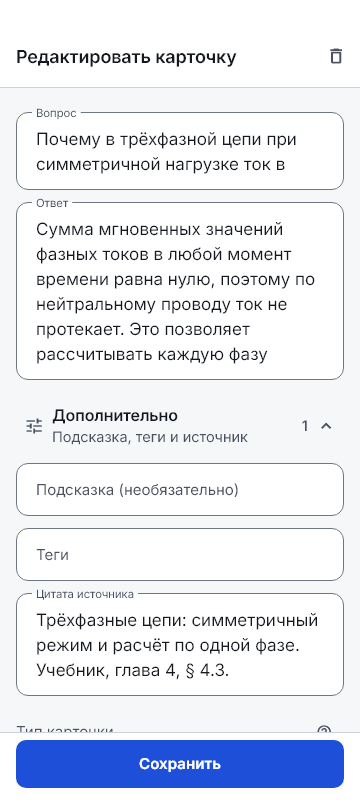 Редактировать карточку
Вопрос
Почему в трёхфазной цепи при
симметричной нагрузке ток в
Ответ
Сумма мгновенных значений
фазных токов в любой момент
времени равна нулю, поэтому по
нейтральному проводу ток не
протекает. Это позволяет
рассчитывать каждую фазу
Дополнительно
1
Подсказка, теги и источник
Подсказка (необязательно)
Теги
Цитата источника
Трёхфазные цепи: симметричный
режим и расчёт по одной фазе.
Учебник, глава 4, § 4.3.
Тип карточки
Сохранить